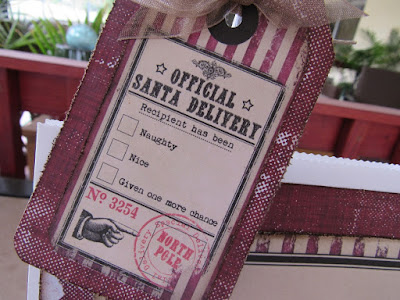 OFFICIAL
SANTA DELIVERY
Recipient has been
Naughty
Nice
Given one more chance
No 3254
NORTH
POLE